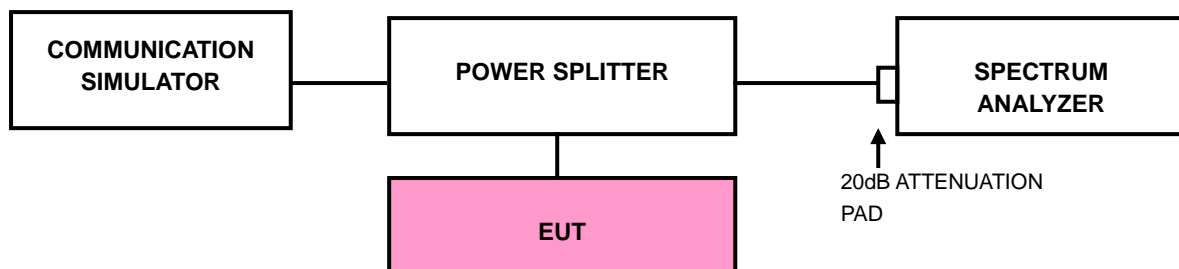 COMMUNICATION
SIMULATOR
POWER SPLITTER
SPECTRUM
ANALYZER
20dB ATTENUATION
PAD
EUT